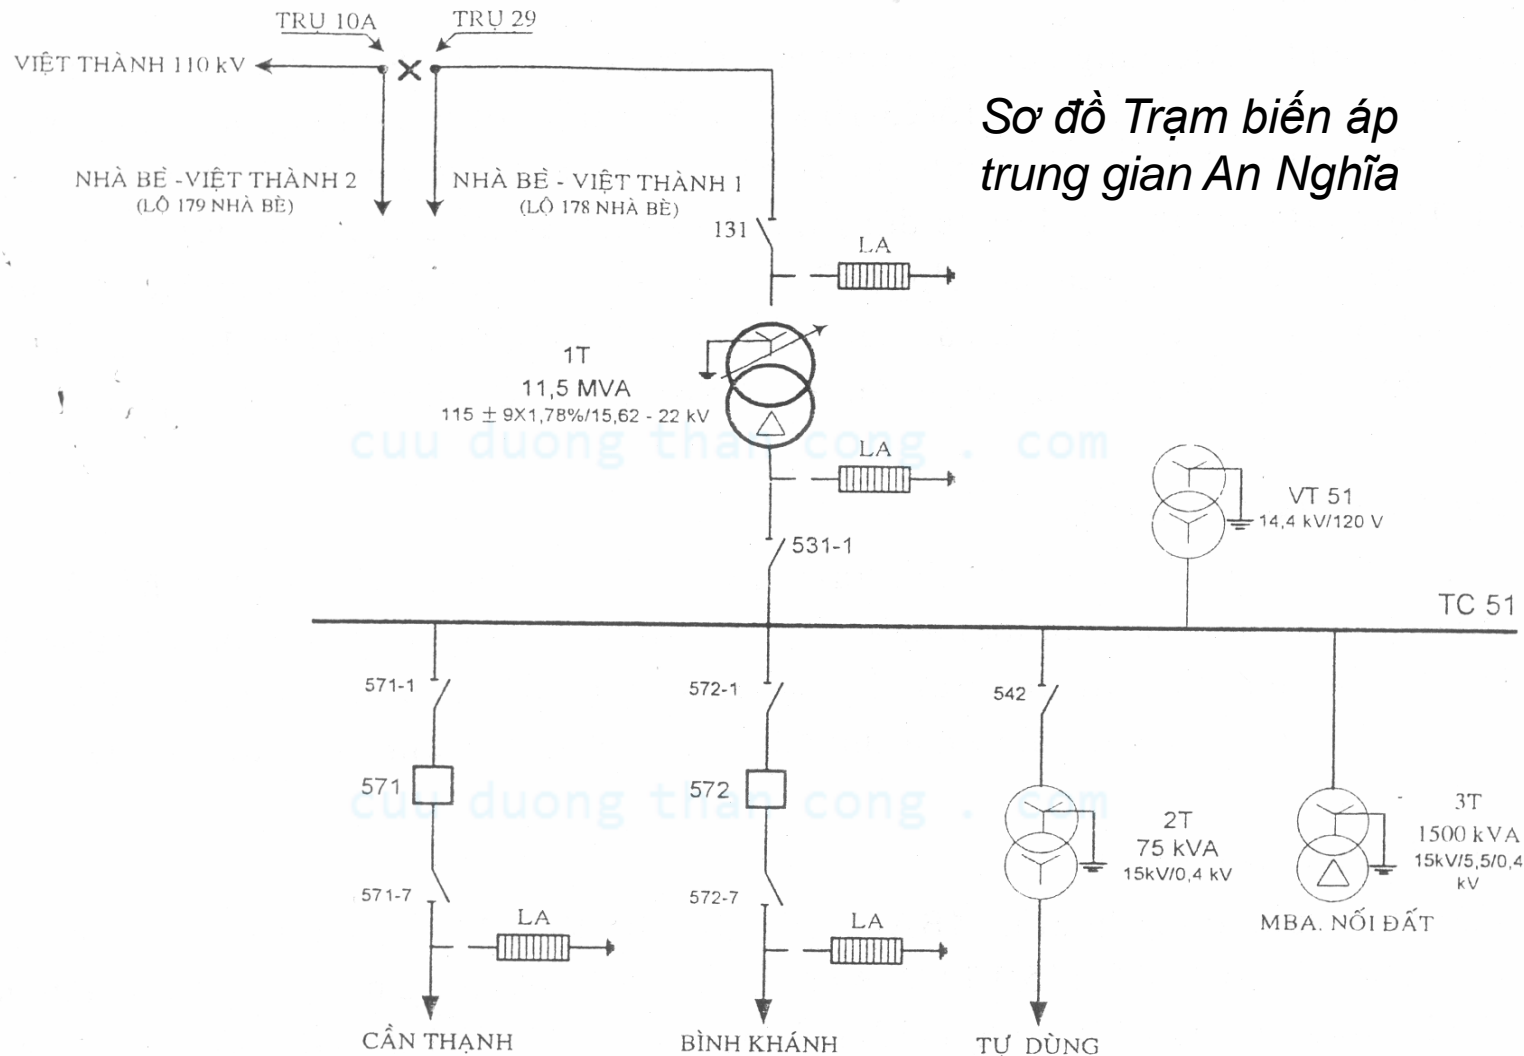 TRỤ 10A
TRỤ 29
VIỆT THÀNH 110 kV
Sơ đồ Trạm biến áp
trung gian An Nghĩa
NHÀ BÈ -VIỆT THÀNH 2
(LỘ 179 NHÀ BÈ)
NHÀ BÈ - VIỆT THÀNH 1
(LỘ 178 NHÀ BÈ)
131
LA
1T
11,5 MVA
115 ± 9X1,78%/15,62 - 22 kV
cuu duong than cong . com
LA
VT 51
14,4 kV/120 V
531-1
TC 51
571-1
572-1
542
571
572
cuu duong than cong . com
2T
75 kVA
15kV/0,4 kV
3T
1500 kVA
15kV/5,5/0,4
kV
571-7
572-7
LA
LA
MBA. NỐI ĐẤT
CẦN THẠNH
BÌNH KHÁNH
TỰ DÙNG